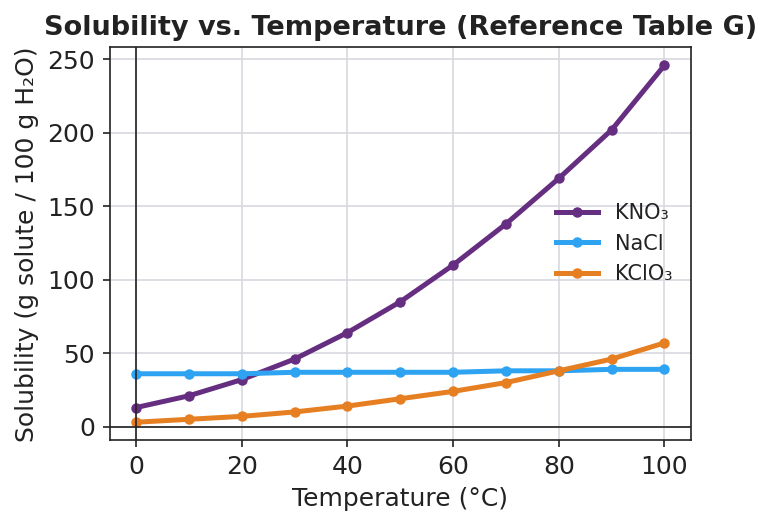 Solubility vs. Temperature (Reference Table G)
Solubility (g solute / 100 g H₂O)
250
200
150
100
50
0
KNO₃
NaCl
KClO₃
0 20 40 60 80 100
Temperature (°C)